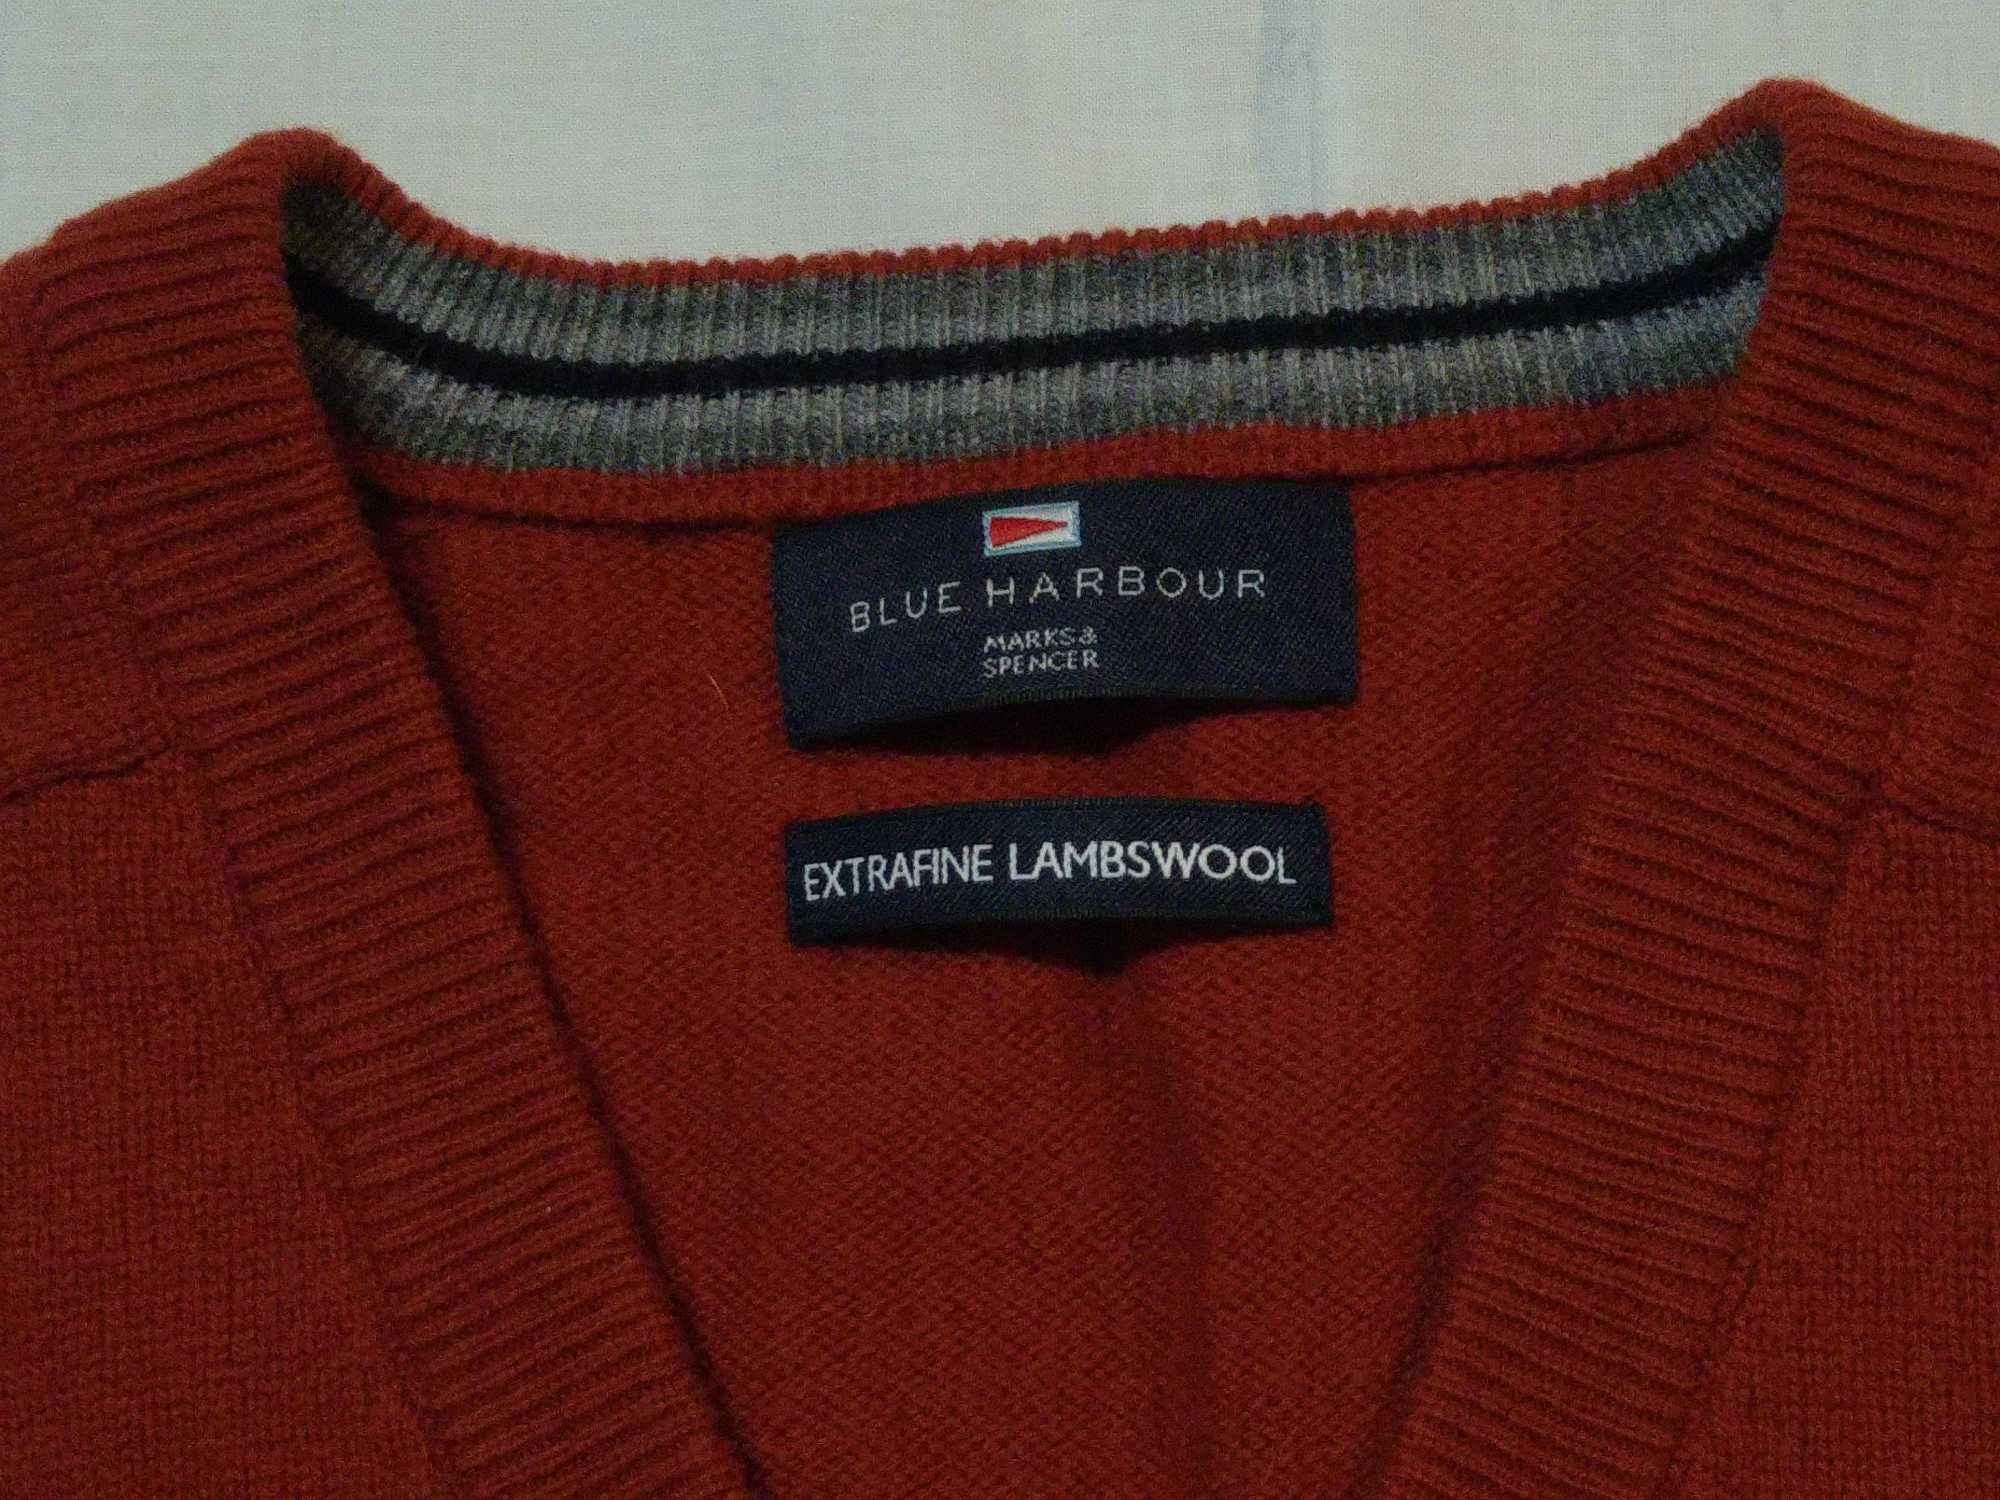 BLUE HARBOUR
MARKS &
SPENCER
EXTRAFINE LAMBSWOOL